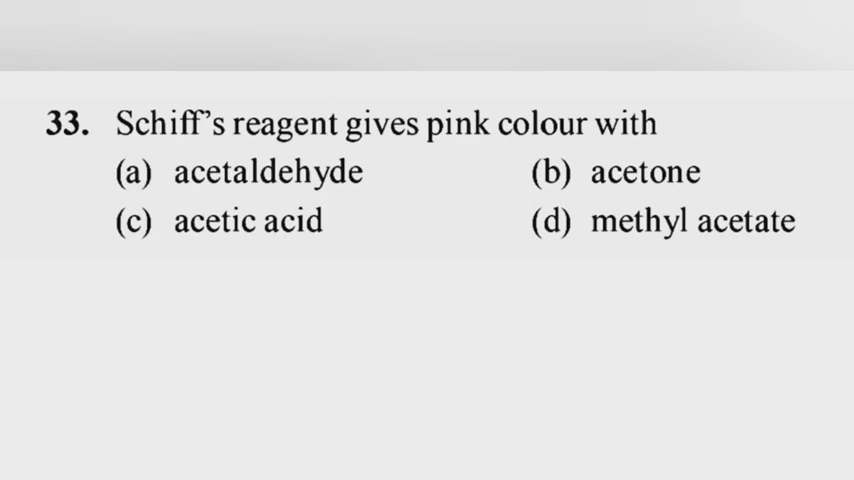 33. Schiff's reagent gives pink colour with
(a) acetaldehyde (b) acetone
(c) acetic acid (d) methyl acetate